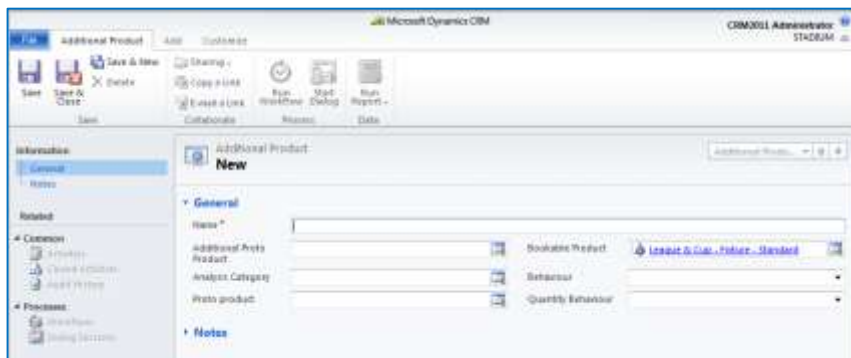 Microsoft Dynamics CRM
CRM2011 Administrator
STADIUM
File Additional Product Add Customize
Save
Save & Close
Save & New
Delete
Sharing
Copy a Link
E-mail a Link
Run Workflow
Start Dialog
Run Report
Save Collaborate Process Data
Information
General
Notes
Related
Common
Activities
Closed Activities
Audit History
Processes
Workflows
Dialog Sessions
Additional Product
New
General
Name *
Additional Proto Product
Bookable Product League & Cup - Fixture - Standard
Analysis Category
Behaviour
Proto product
Quantity Behaviour
Notes